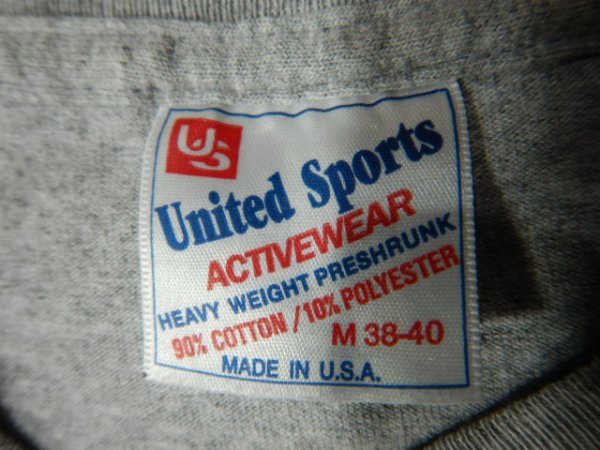 US
United Sports
ACTIVEWEAR
HEAVY WEIGHT PRESHRUNK
90% COTTON / 10% POLYESTER
M 38-40
MADE IN U.S.A.